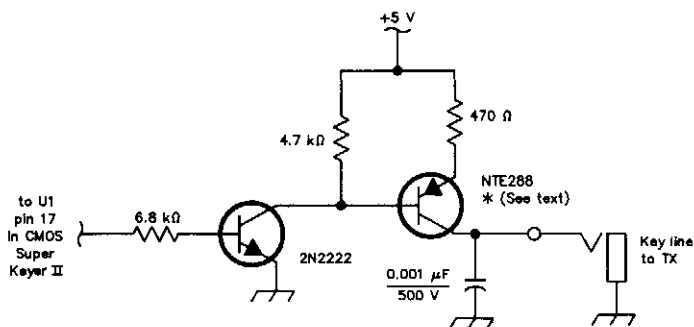 +5 V
4.7 kΩ
470 Ω
NTE288
* (See text)
to U1
pin 17
in CMOS
Super
Keyer II
6.8 kΩ
2N2222
0.001 µF
500 V
Key line
to TX